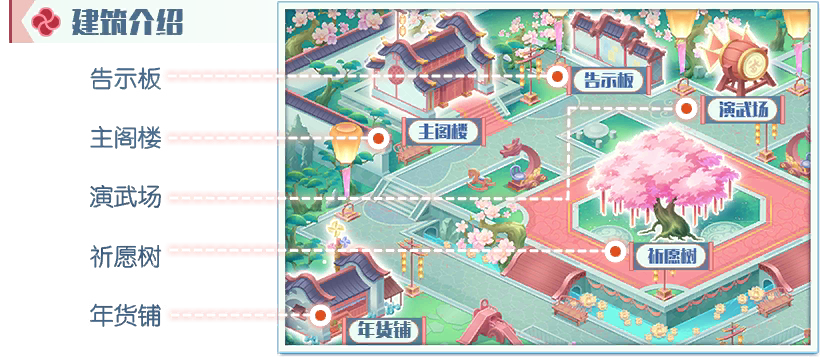 建筑介绍
告示板
主阁楼
演武场
祈愿树
年货铺
告示板
演武场
主阁楼
祈愿树
年货铺